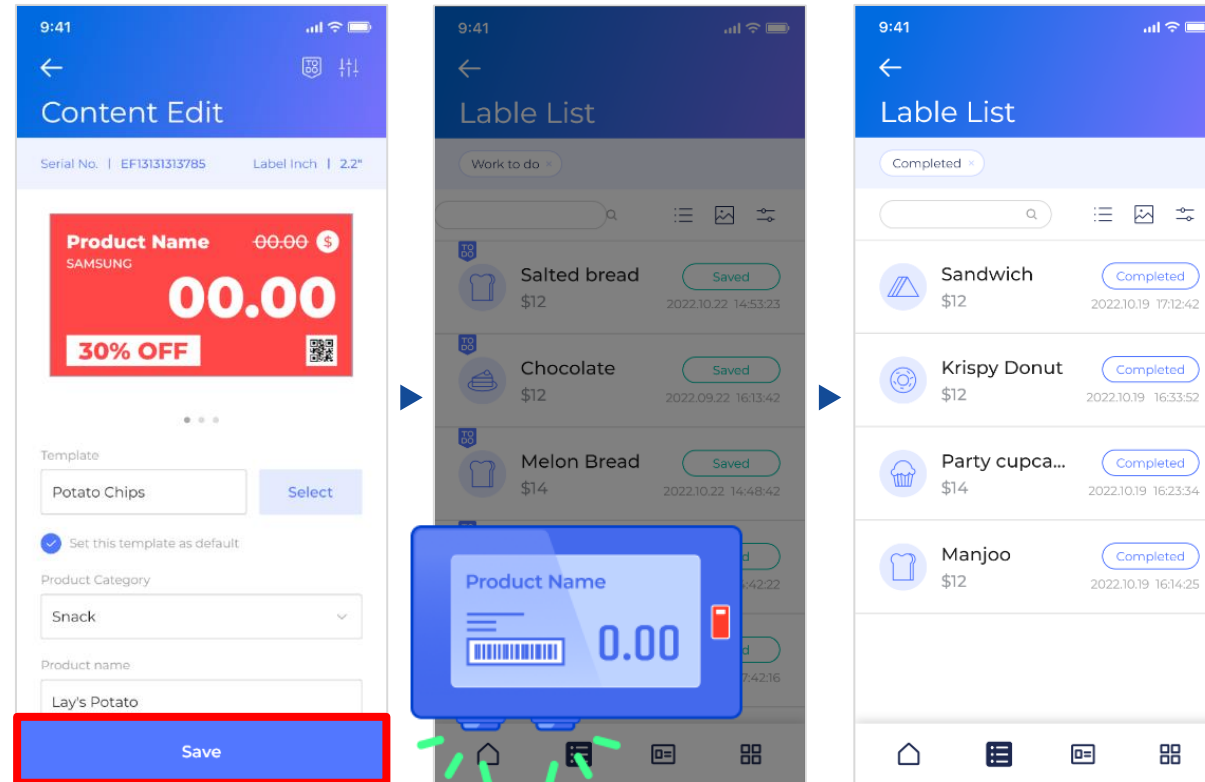 9:41
Content Edit
Serial No. | EF13131313785 Label Inch | 2.2"
Product Name 00.00 $
SAMSUNG
00.00
30% OFF
Template
Potato Chips Select
Set this template as default
Product Category
Snack
Product name
Lay's Potato
Save
9:41
Lable List
Work to do ×
TO DO
Salted bread Saved
$12 2022.10.22 14:53:23
TO DO
Chocolate Saved
$12 2022.09.22 16:13:42
TO DO
Melon Bread Saved
$14 2022.10.22 14:48:42
Product Name
0.00
9:41
Lable List
Completed ×
Sandwich Completed
$12 2022.10.19 17:12:42
Krispy Donut Completed
$12 2022.10.19 16:33:52
Party cupca... Completed
$14 2022.10.19 16:23:34
Manjoo Completed
$12 2022.10.19 16:14:25